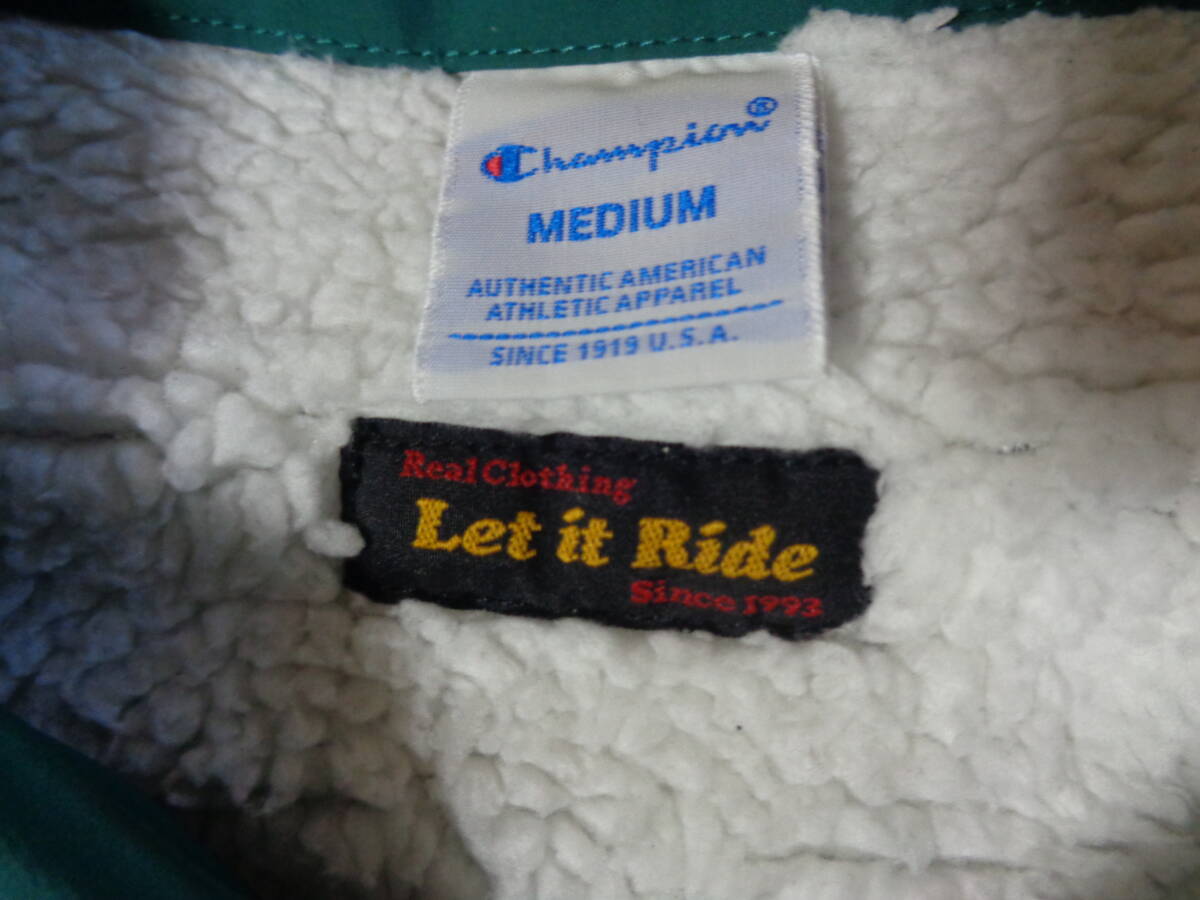 Champion®
MEDIUM
AUTHENTIC AMERICAN
ATHLETIC APPAREL
SINCE 1919 U.S.A.
Real Clothing
Let it Ride
Since 1993